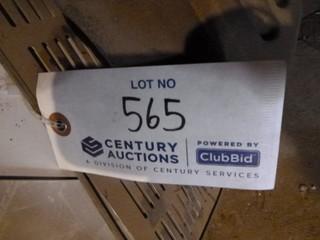 LOT NO
565
CENTURY AUCTIONS
A DIVISION OF CENTURY SERVICES
POWERED BY
ClubBid